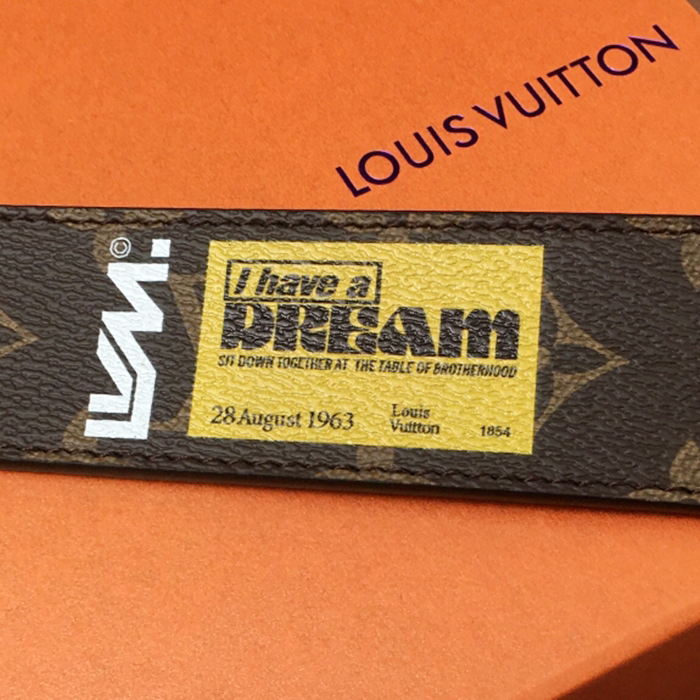 LOUIS VUITTON
LVM.
©
I have a
DREAM
SIT DOWN TOGETHER AT THE TABLE OF BROTHERHOOD
28 August 1963
Louis
Vuitton
1854